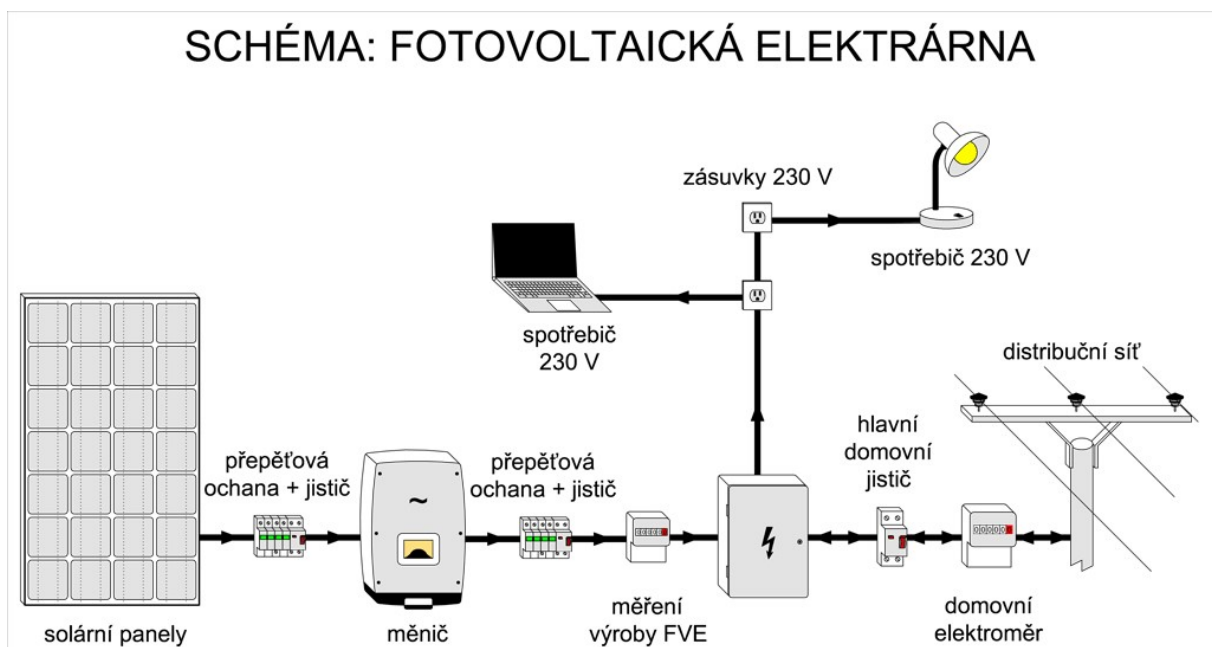 SCHÉMA: FOTOVOLTAICKÁ ELEKTRÁRNA
zásuvky 230 V
spotřebič 230 V
spotřebič
230 V
distribuční síť
hlavní
domovní
jistič
přepěťová
ochana + jistič
~
přepěťová
ochana + jistič
solární panely
měnič
měření
výroby FVE
domovní
elektroměr